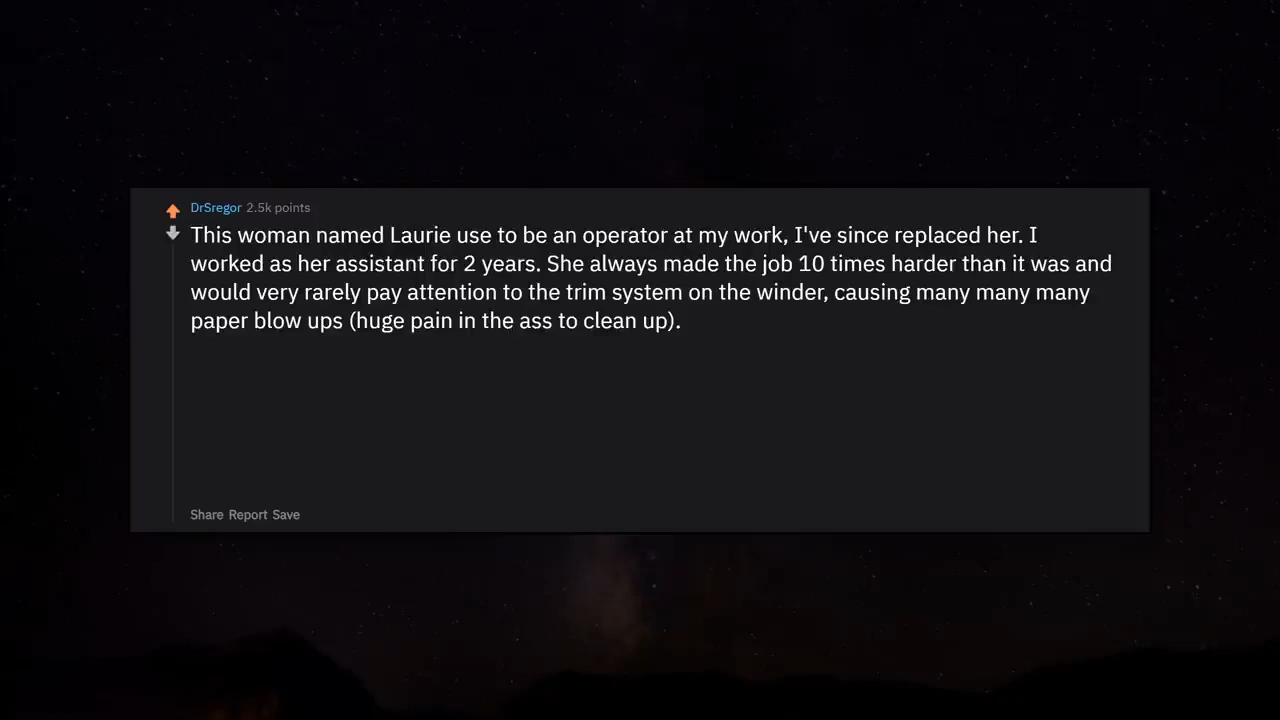 DrSregor 2.5k points
This woman named Laurie use to be an operator at my work, I've since replaced her. I
worked as her assistant for 2 years. She always made the job 10 times harder than it was and
would very rarely pay attention to the trim system on the winder, causing many many many
paper blow ups (huge pain in the ass to clean up).
Share Report Save